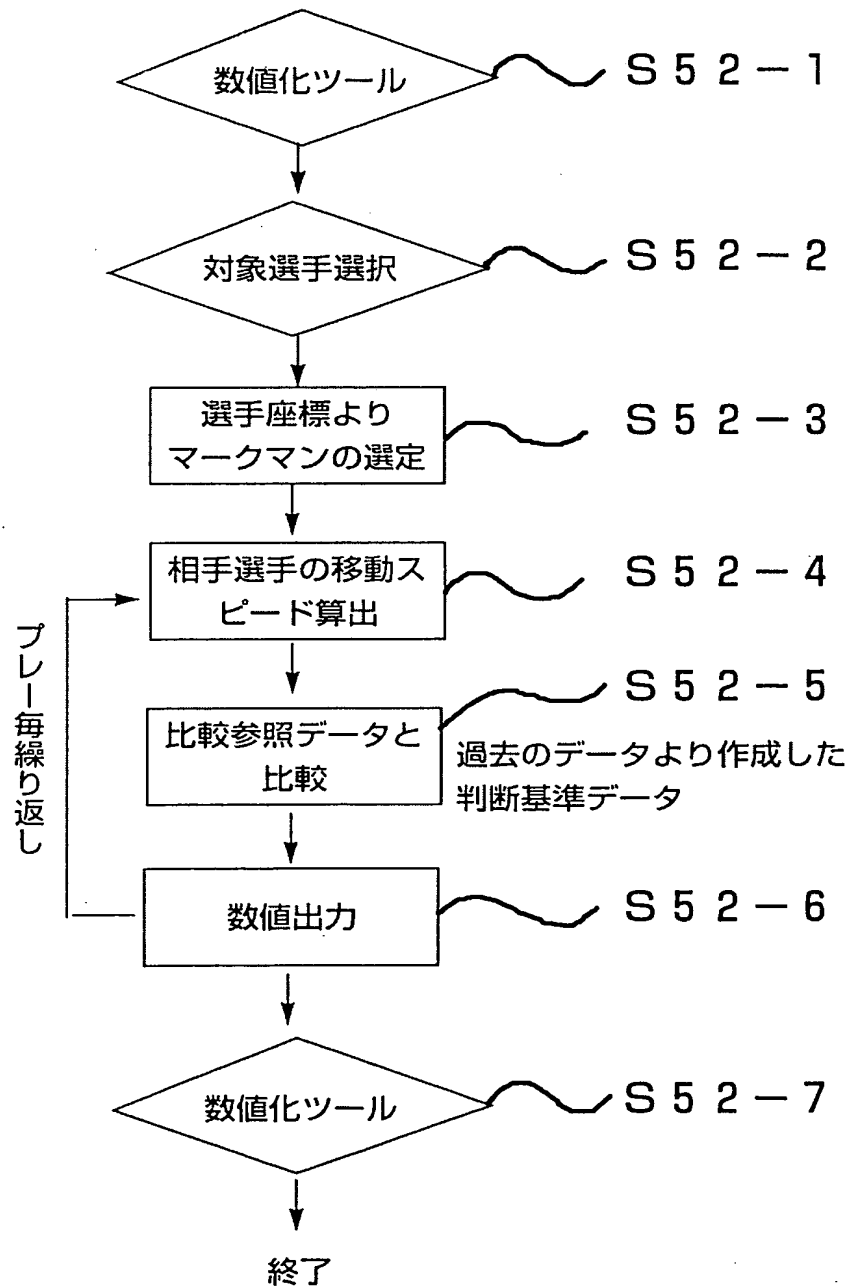 数値化ツール
S52-1
対象選手選択
S52-2
選手座標より
マークマンの選定
S52-3
相手選手の移動ス
ピード算出
S52-4
プレー毎繰り返し
比較参照データと
比較
S52-5
過去のデータより作成した
判断基準データ
数値出力
S52-6
数値化ツール
S52-7
終了